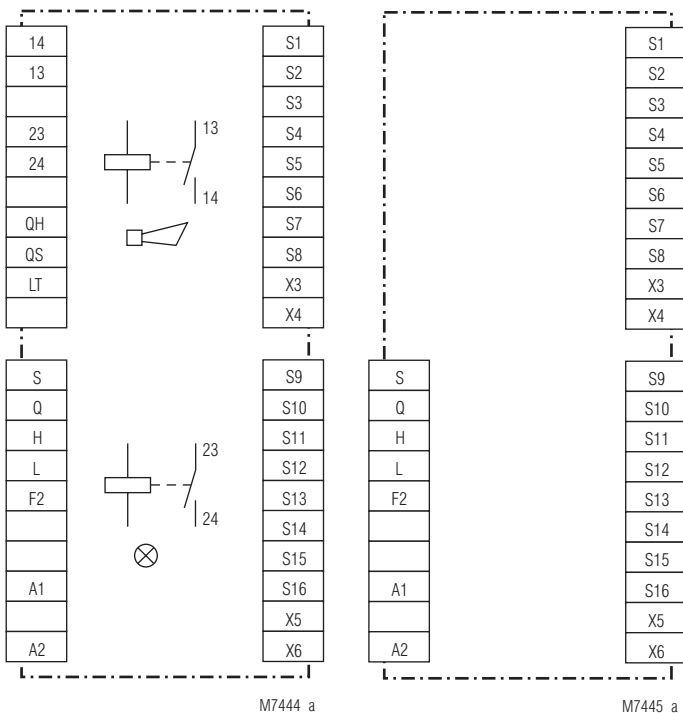 14
13
23
24
QH
QS
LT
S
Q
H
L
F2
A1
A2
13
14
23
24
S1
S2
S3
S4
S5
S6
S7
S8
X3
X4
S9
S10
S11
S12
S13
S14
S15
S16
X5
X6
M7444 a
S
Q
H
L
F2
A1
A2
S1
S2
S3
S4
S5
S6
S7
S8
X3
X4
S9
S10
S11
S12
S13
S14
S15
S16
X5
X6
M7445 a